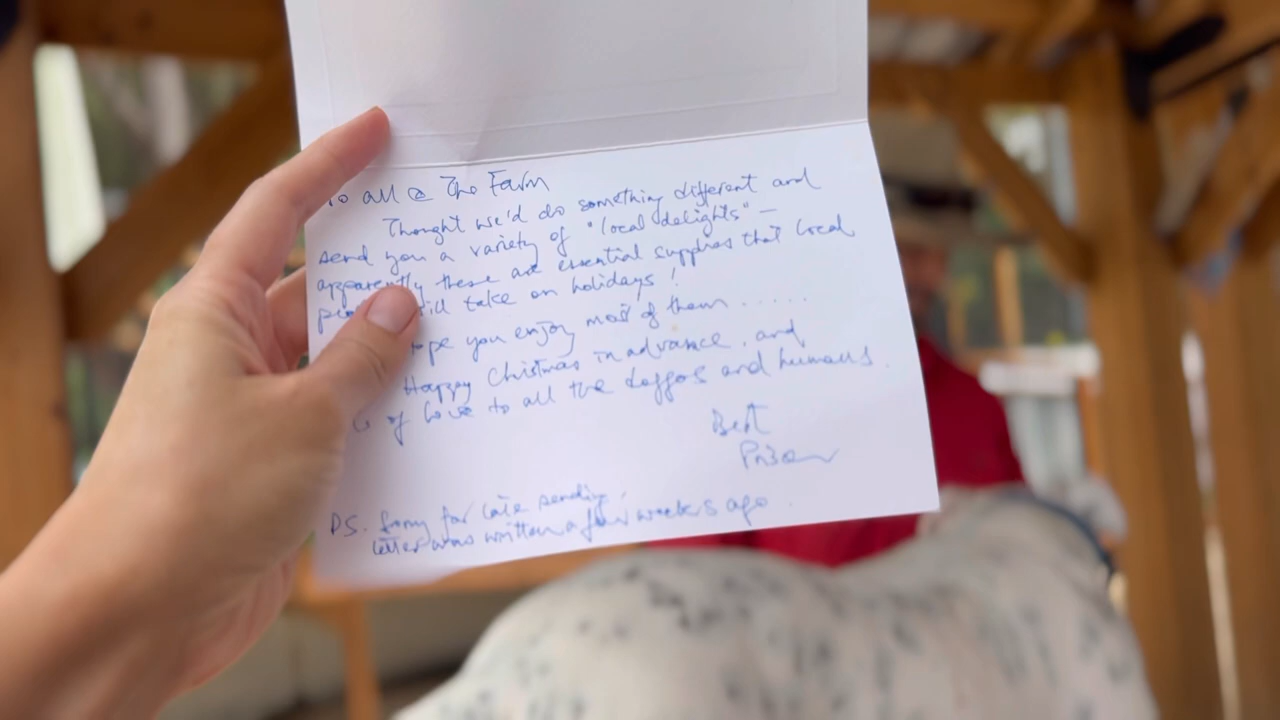 To all @ The Farm
Thought we'd do something different and
send you a variety of "local delights" –
apparently these are essential supplies that local
will take on holidays!
hope you enjoy most of them ......
Happy Christmas in advance, and
of love to all the doggos and humans.
Best
PS. Sorry for late sending,
letter was written a few weeks ago.